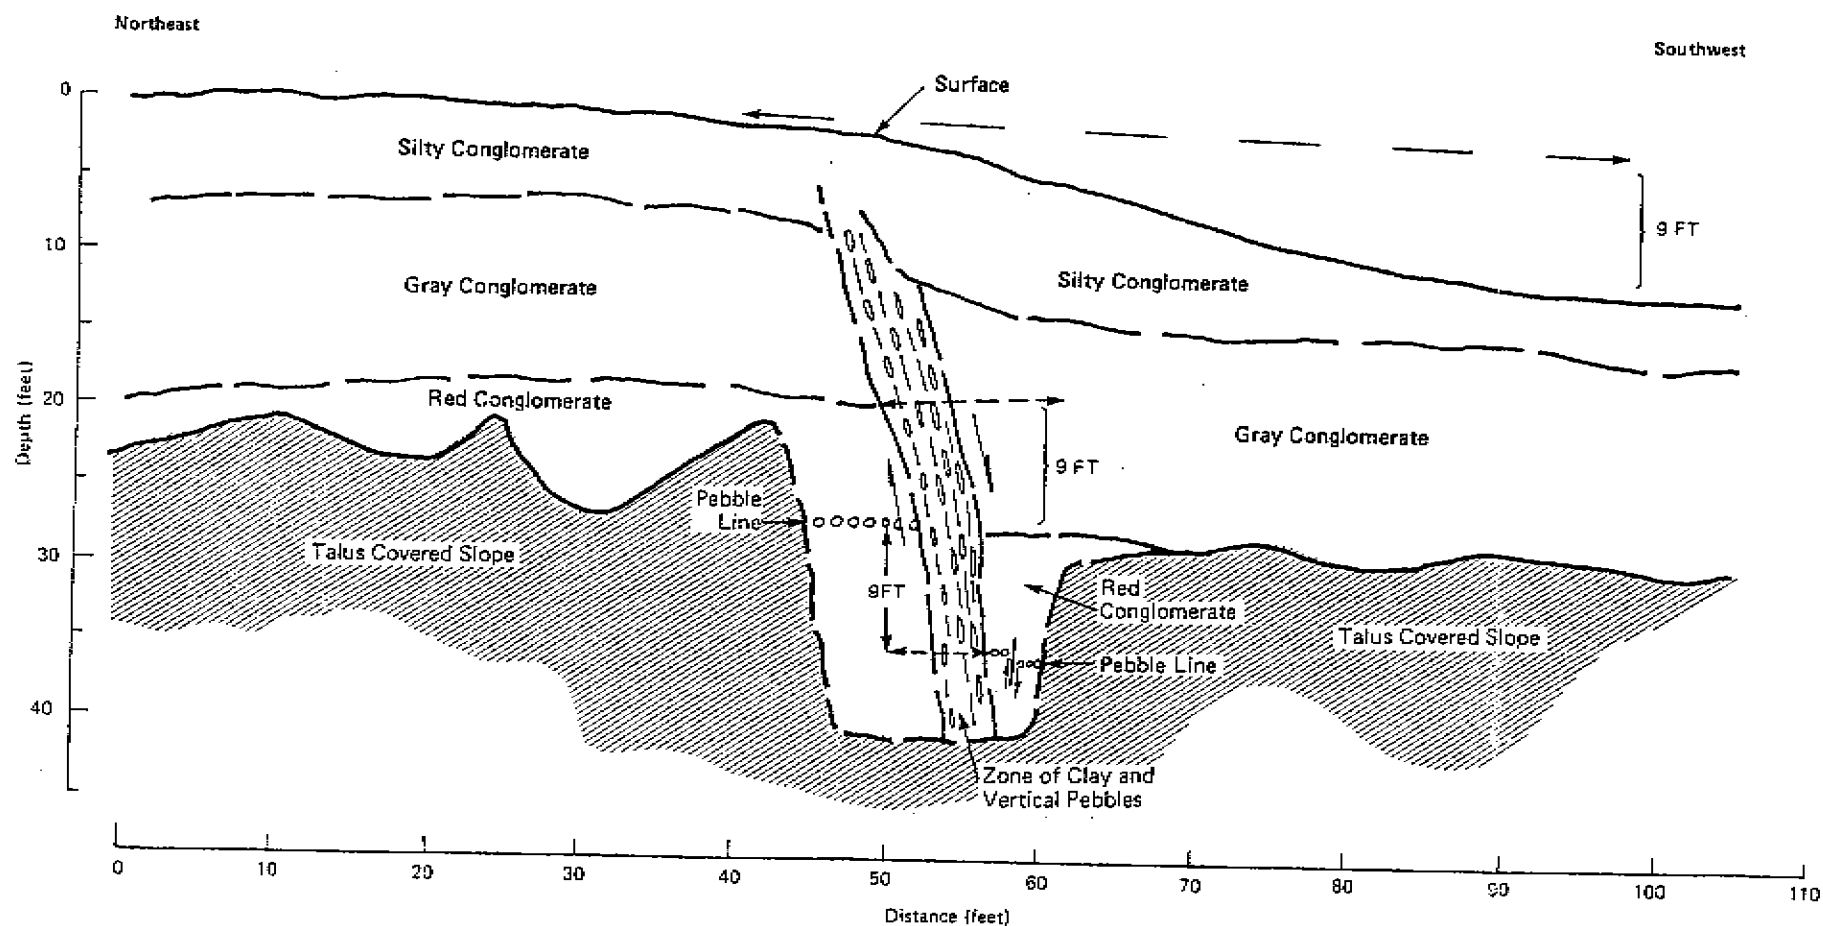 Northeast
Southwest
Surface
0
Silty Conglomerate
9 FT
10
Gray Conglomerate
Silty Conglomerate
Depth (feet)
20
Red Conglomerate
Gray Conglomerate
9 FT
Pebble
Line
30
Talus Covered Slope
9FT
Red
Conglomerate
Talus Covered Slope
Pebble Line
40
Zone of Clay and
Vertical Pebbles
0
10
20
30
40
50
60
70
80
90
100
110
Distance (feet)